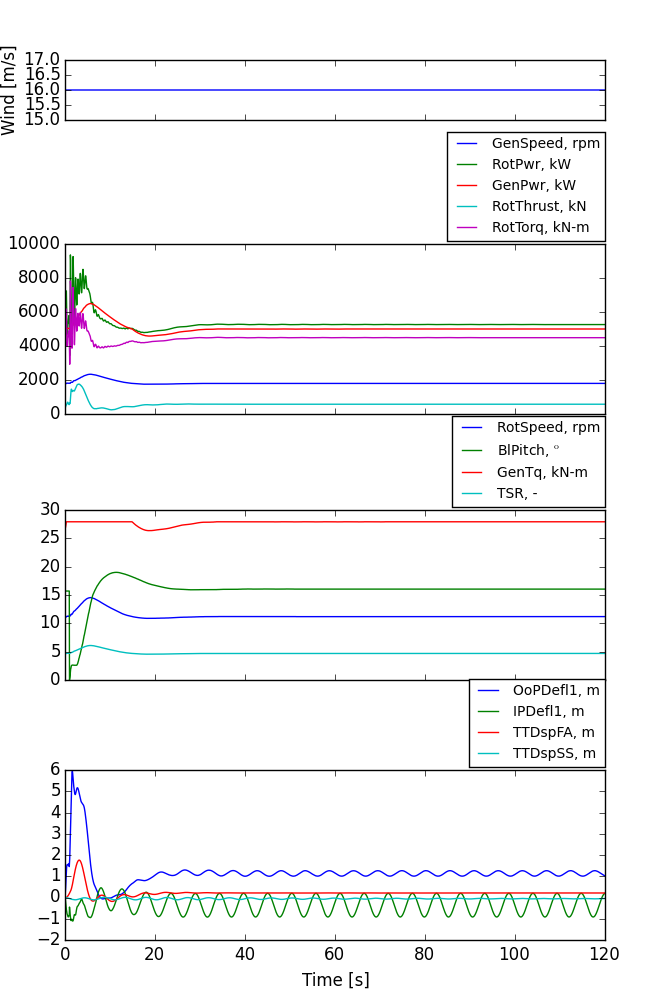 Wind [m/s]
17.0
16.5
16.0
15.5
15.0
GenSpeed, rpm
RotPwr, kW
GenPwr, kW
RotThrust, kN
RotTorq, kN-m
10000
8000
6000
4000
2000
0
RotSpeed, rpm
BlPitch, °
GenTq, kN-m
TSR, -
30
25
20
15
10
5
0
OoPDefl1, m
IPDefl1, m
TTDspFA, m
TTDspSS, m
6
5
4
3
2
1
0
−1
−2
0 20 40 60 80 100 120
Time [s]